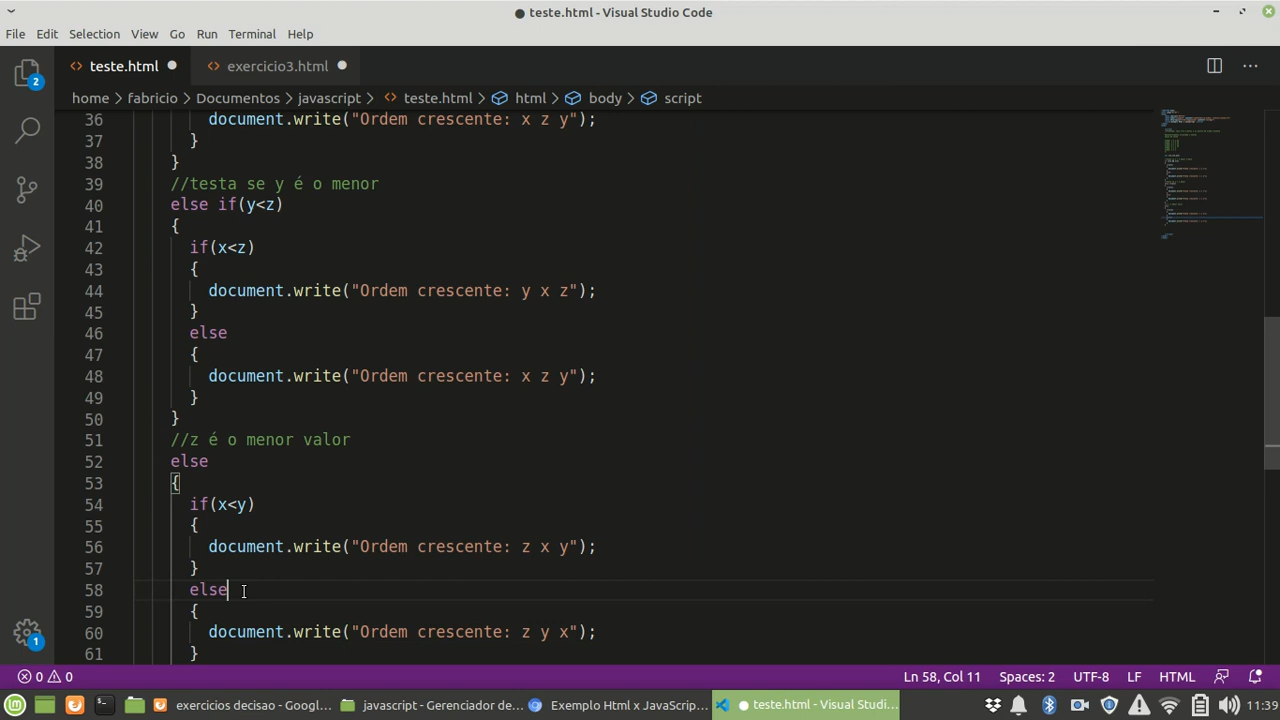 teste.html - Visual Studio Code
File Edit Selection View Go Run Terminal Help
2 <> teste.html <> exercicio3.html
home > fabricio > Documentos > javascript > <> teste.html > html > body > script
36 document.write("Ordem crescente: x z y");
37 }
38 }
39 //testa se y é o menor
40 else if(y<z)
41 {
42 if(x<z)
43 {
44 document.write("Ordem crescente: y x z");
45 }
46 else
47 {
48 document.write("Ordem crescente: x z y");
49 }
50 }
51 //z é o menor valor
52 else
53 {
54 if(x<y)
55 {
56 document.write("Ordem crescente: z x y");
57 }
58 else
59 {
60 document.write("Ordem crescente: z y x");
61 }
1
0 0 Ln 58, Col 11 Spaces: 2 UTF-8 LF HTML
exercicios decisao - Googl... javascript - Gerenciador de... Exemplo Html x JavaScript... teste.html - Visual Studi... 11:39